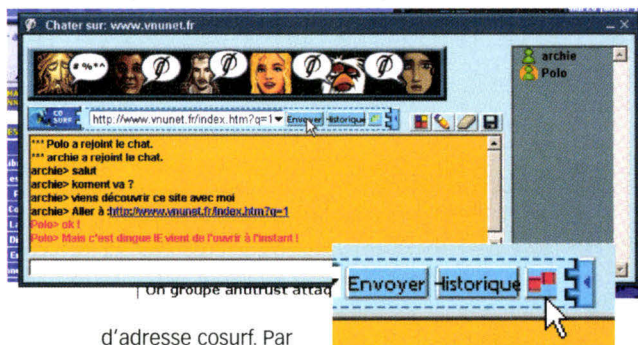 Chater sur: www.vnunet.fr
#%*^
archie
Polo
CO SURF http://www.vnunet.fr/index.htm?q=1 Envoyer Historique
*** Polo a rejoint le chat.
*** archie a rejoint le chat.
archie> salut
archie> koment va ?
archie> viens découvrir ce site avec moi
archie> Aller à :http://www.vnunet.fr/index.htm?q=1
Polo> ok !
Polo> Mais c'est dingue IE vient de l'ouvrir à l'instant !
Envoyer Historique
Un groupe antitrust attaq
d'adresse cosurf. Par